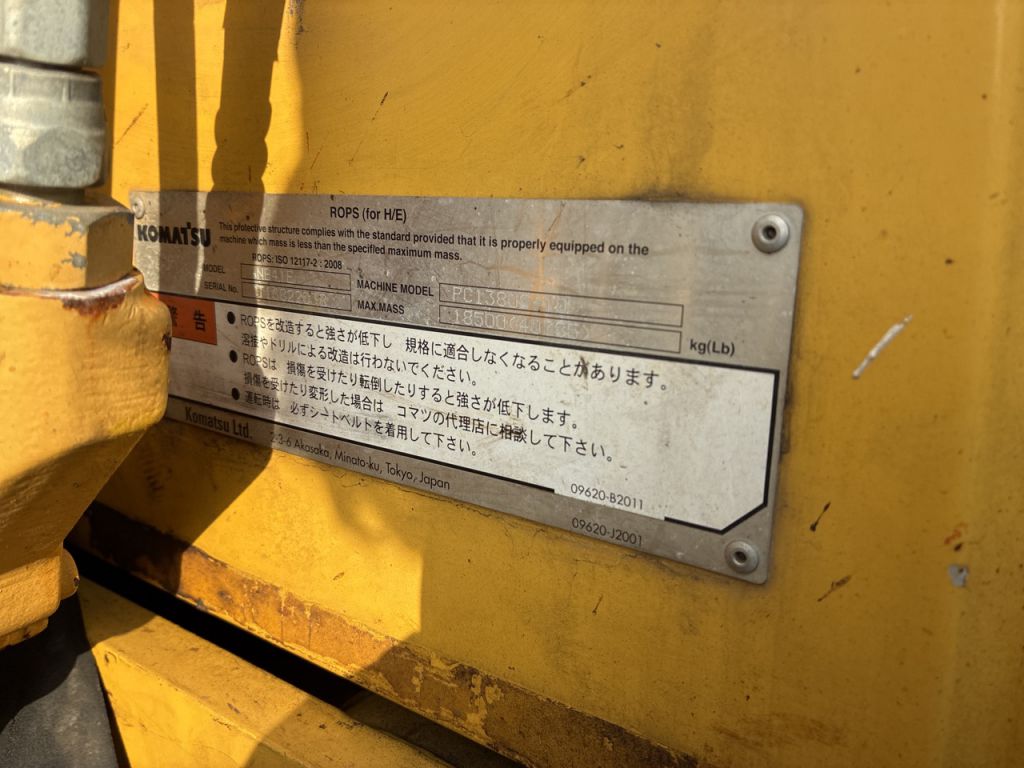 ROPS (for H/E)
KOMATSU
This protective structure complies with the standard provided that it is properly equipped on the
machine which mass is less than the specified maximum mass.
ROPS: ISO 12117-2 : 2008
MODEL
MACHINE MODEL
SERIAL No.
MAX.MASS
kg(Lb)
警告
● ROPSを改造すると強さが低下し 規格に適合しなくなることがあります。
溶接やドリルによる改造は行わないでください。
● ROPSは 損傷を受けたり転倒したりすると強さが低下します。
損傷を受けたり変形した場合は コマツの代理店に相談して下さい。
● 運転時は 必ずシートベルトを着用して下さい。
09620-B2011
Komatsu Ltd.
2-3-6 Akasaka, Minato-ku, Tokyo, Japan
09620-J2001